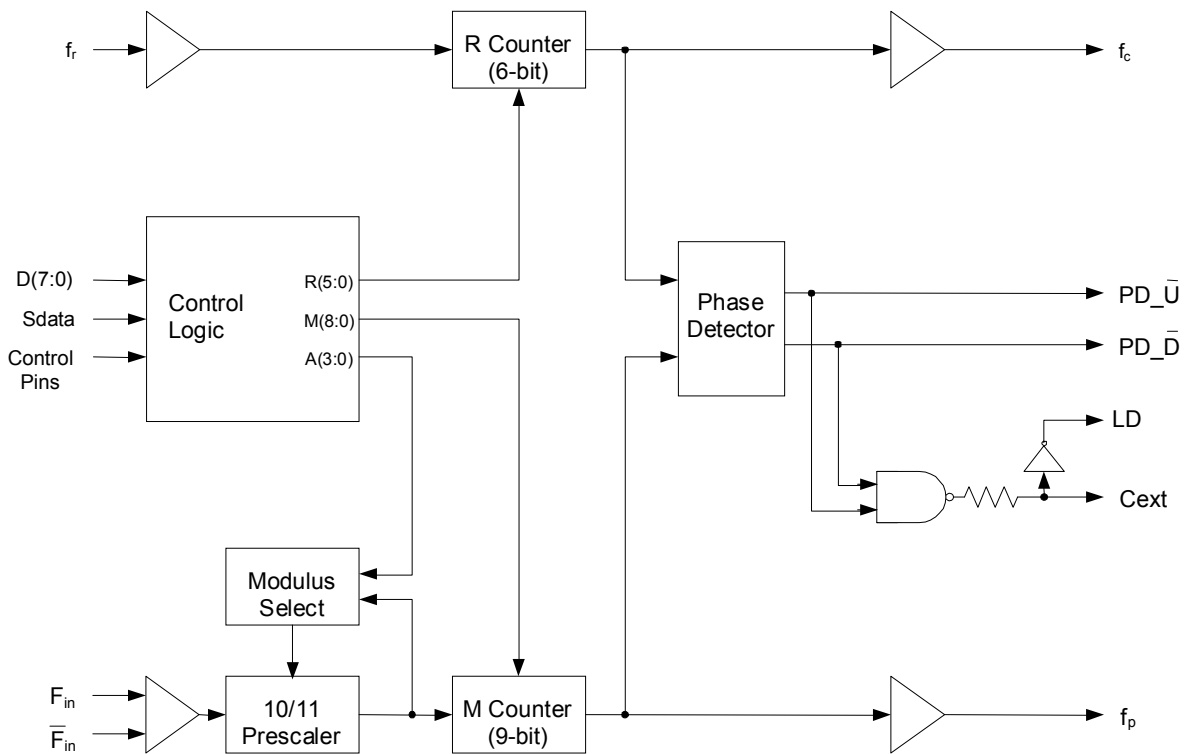 f_r
R Counter
(6-bit)
f_c
D(7:0)
Sdata
Control
Pins
Control
Logic
R(5:0)
M(8:0)
A(3:0)
Phase
Detector
PD_U̅
PD_D̅
LD
Cext
Modulus
Select
F_in
F̅_in
10/11
Prescaler
M Counter
(9-bit)
f_p